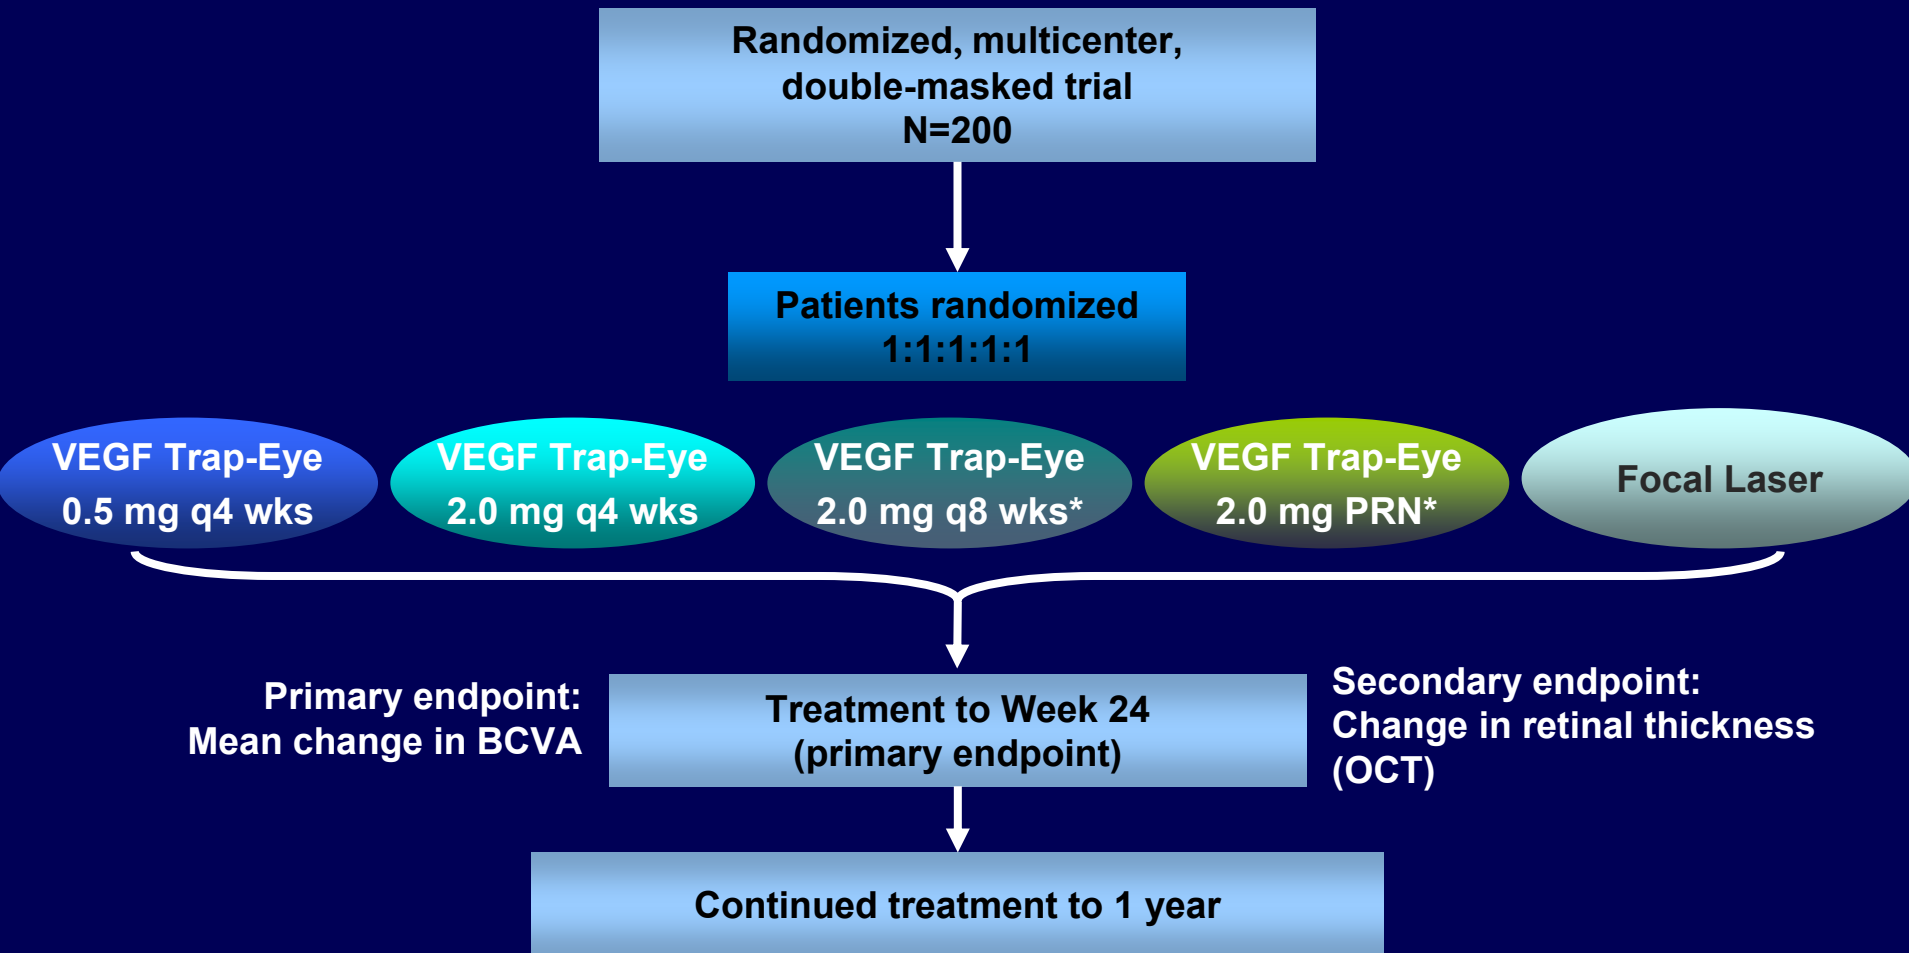 Randomized, multicenter,
double-masked trial
N=200
Patients randomized
1:1:1:1:1
VEGF Trap-Eye
0.5 mg q4 wks
VEGF Trap-Eye
2.0 mg q4 wks
VEGF Trap-Eye
2.0 mg q8 wks*
VEGF Trap-Eye
2.0 mg PRN*
Focal Laser
Primary endpoint:
Mean change in BCVA
Treatment to Week 24
(primary endpoint)
Secondary endpoint:
Change in retinal thickness
(OCT)
Continued treatment to 1 year